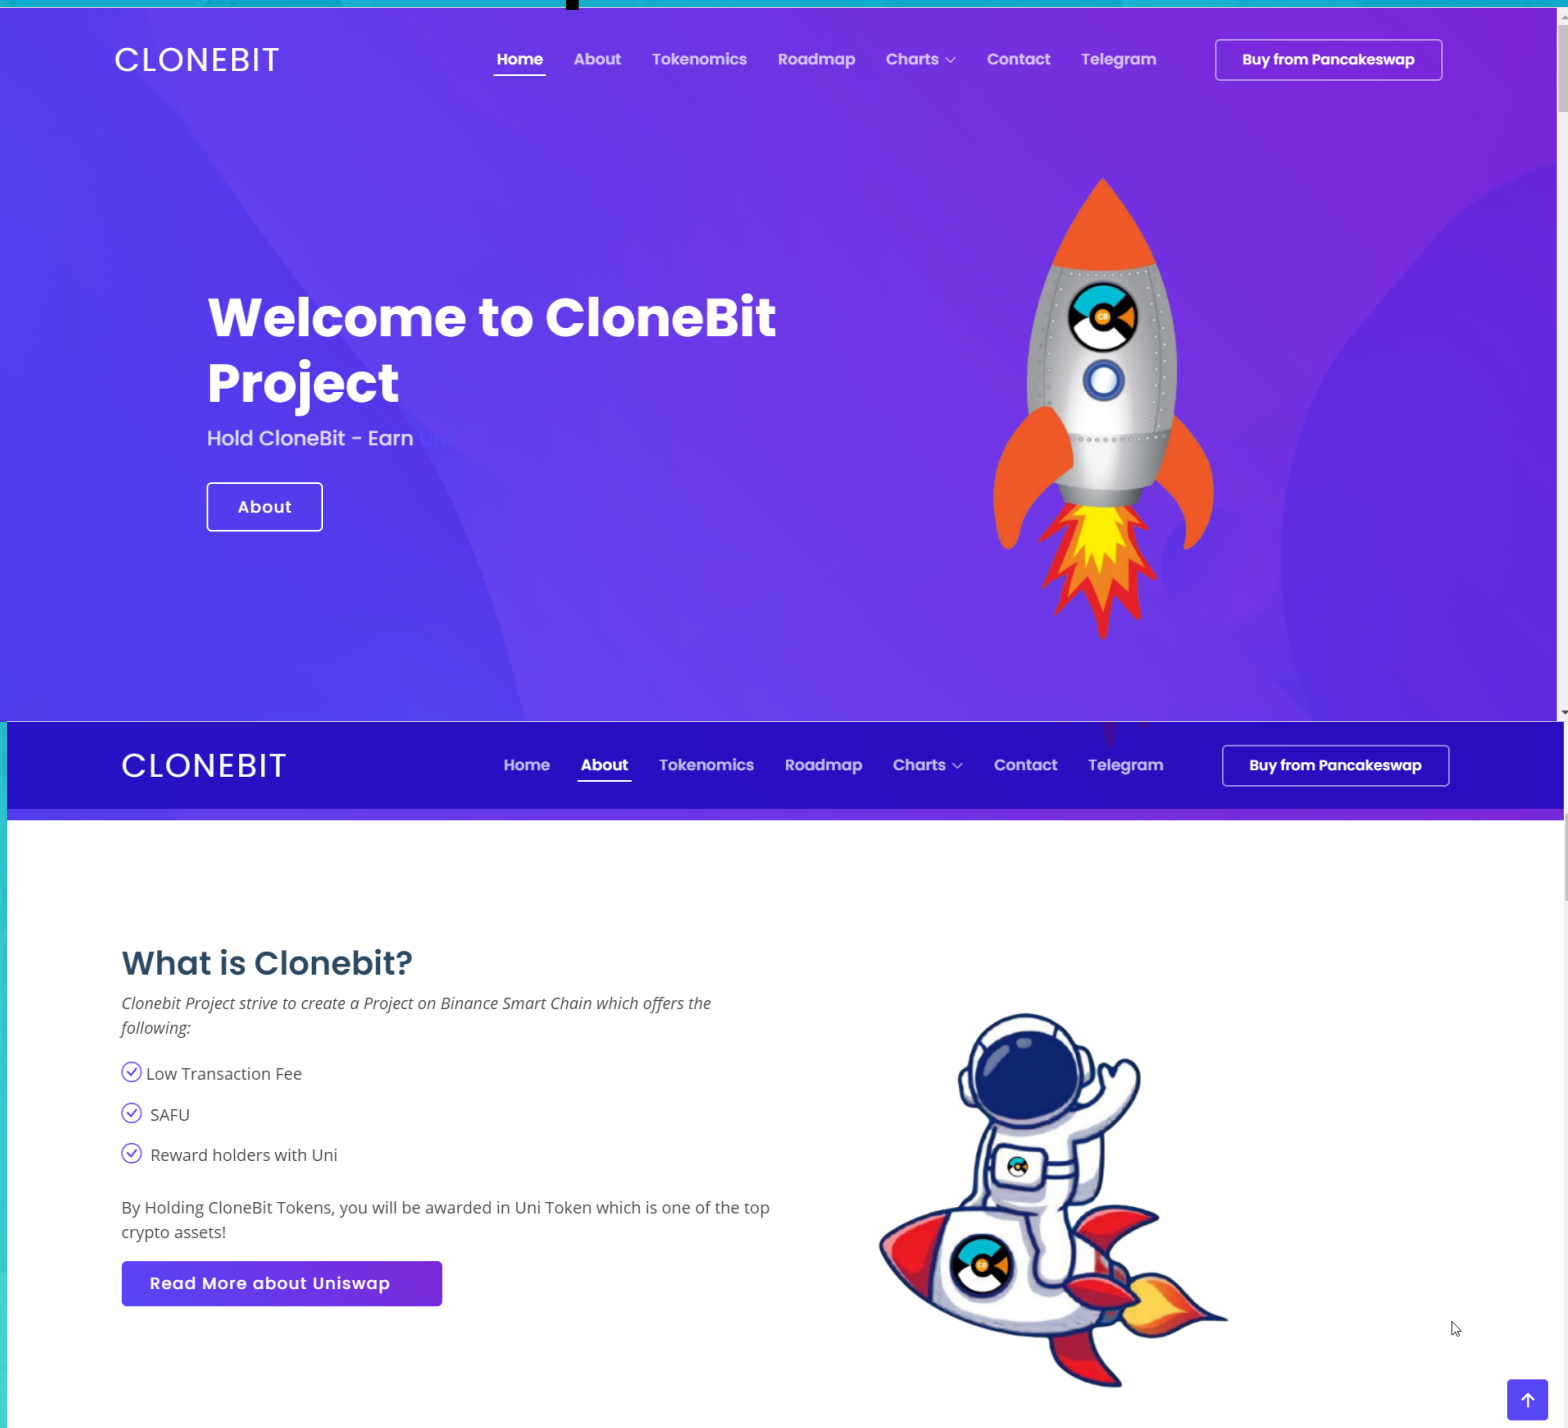 CLONEBIT
Home About Tokenomics Roadmap Charts Contact Telegram Buy from Pancakeswap
Welcome to CloneBit
Project
Hold CloneBit - Earn Uni
About
CB
CLONEBIT
Home About Tokenomics Roadmap Charts Contact Telegram Buy from Pancakeswap
What is Clonebit?
Clonebit Project strive to create a Project on Binance Smart Chain which offers the
following:
Low Transaction Fee
SAFU
Reward holders with Uni
By Holding CloneBit Tokens, you will be awarded in Uni Token which is one of the top
crypto assets!
Read More about Uniswap
CB